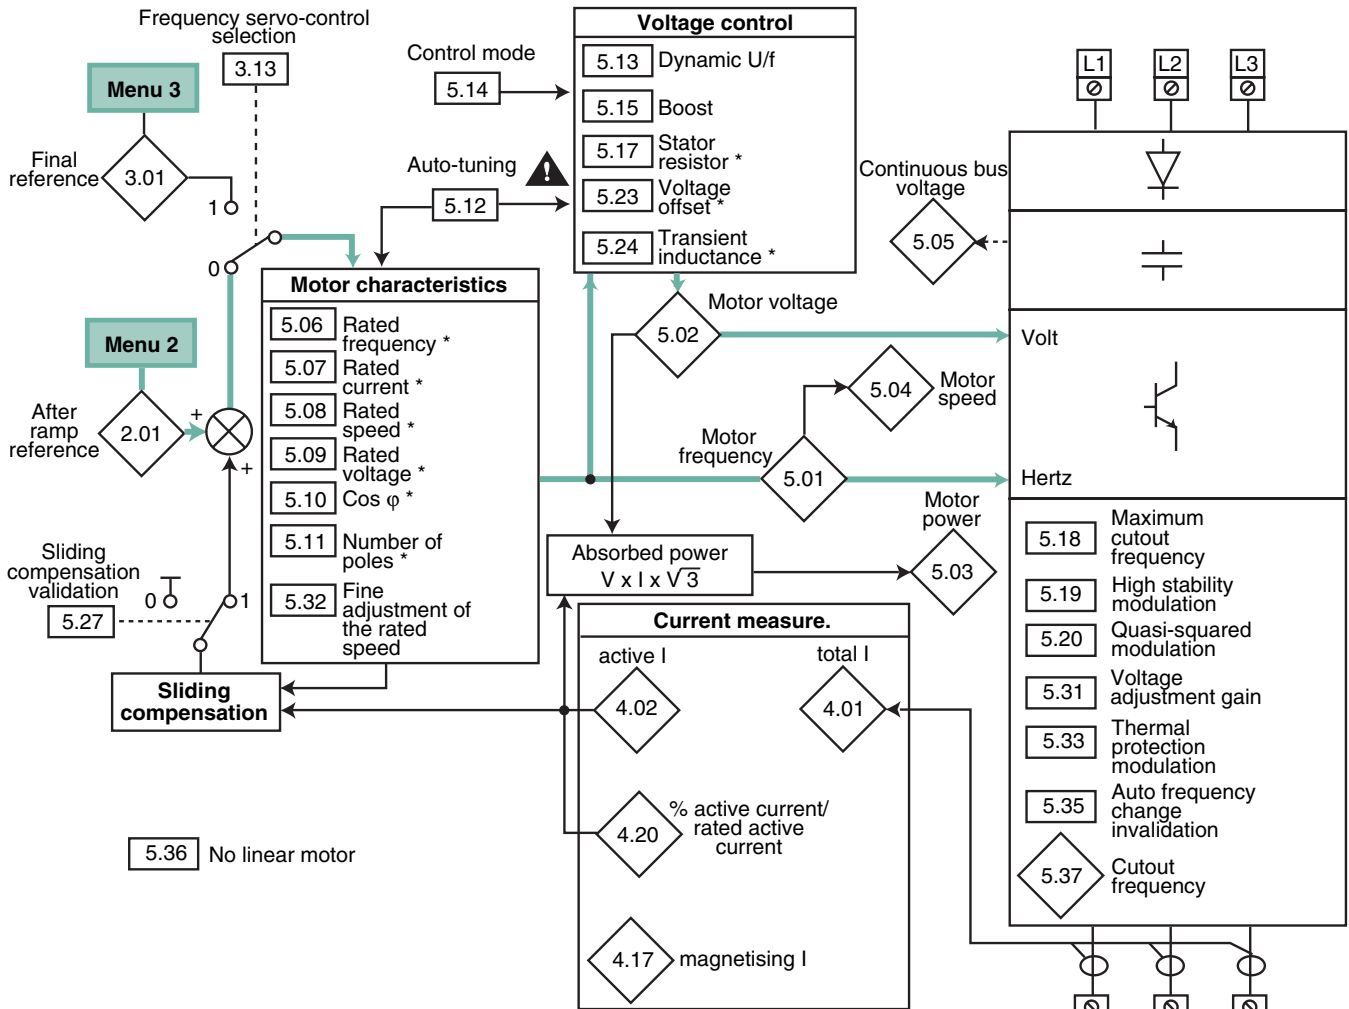 Frequency servo-control
selection
3.13
Menu 3
Final
reference
3.01
1
0
Menu 2
After
ramp
reference
2.01
+
+
Sliding
compensation
validation
5.27
0
1
Sliding
compensation
5.36 No linear motor
Control mode
5.14
Auto-tuning
!
5.12
Motor characteristics
5.06 Rated
frequency *
5.07 Rated
current *
5.08 Rated
speed *
5.09 Rated
voltage *
5.10 Cos φ *
5.11 Number of
poles *
5.32 Fine
adjustment of
the rated
speed
Voltage control
5.13 Dynamic U/f
5.15 Boost
5.17 Stator
resistor *
5.23 Voltage
offset *
5.24 Transient
inductance *
Motor voltage
5.02
5.04 Motor
speed
Motor
frequency
5.01
Motor
power
5.03
Absorbed power
V x I x √3
Current measure.
active I
4.02
total I
4.01
4.20 % active current/
rated active
current
4.17 magnetising I
Continuous bus
voltage
5.05
L1 L2 L3
Volt
Hertz
5.18 Maximum
cutout
frequency
5.19 High stability
modulation
5.20 Quasi-squared
modulation
5.31 Voltage
adjustment gain
5.33 Thermal
protection
modulation
5.35 Auto frequency
change
invalidation
5.37 Cutout
frequency